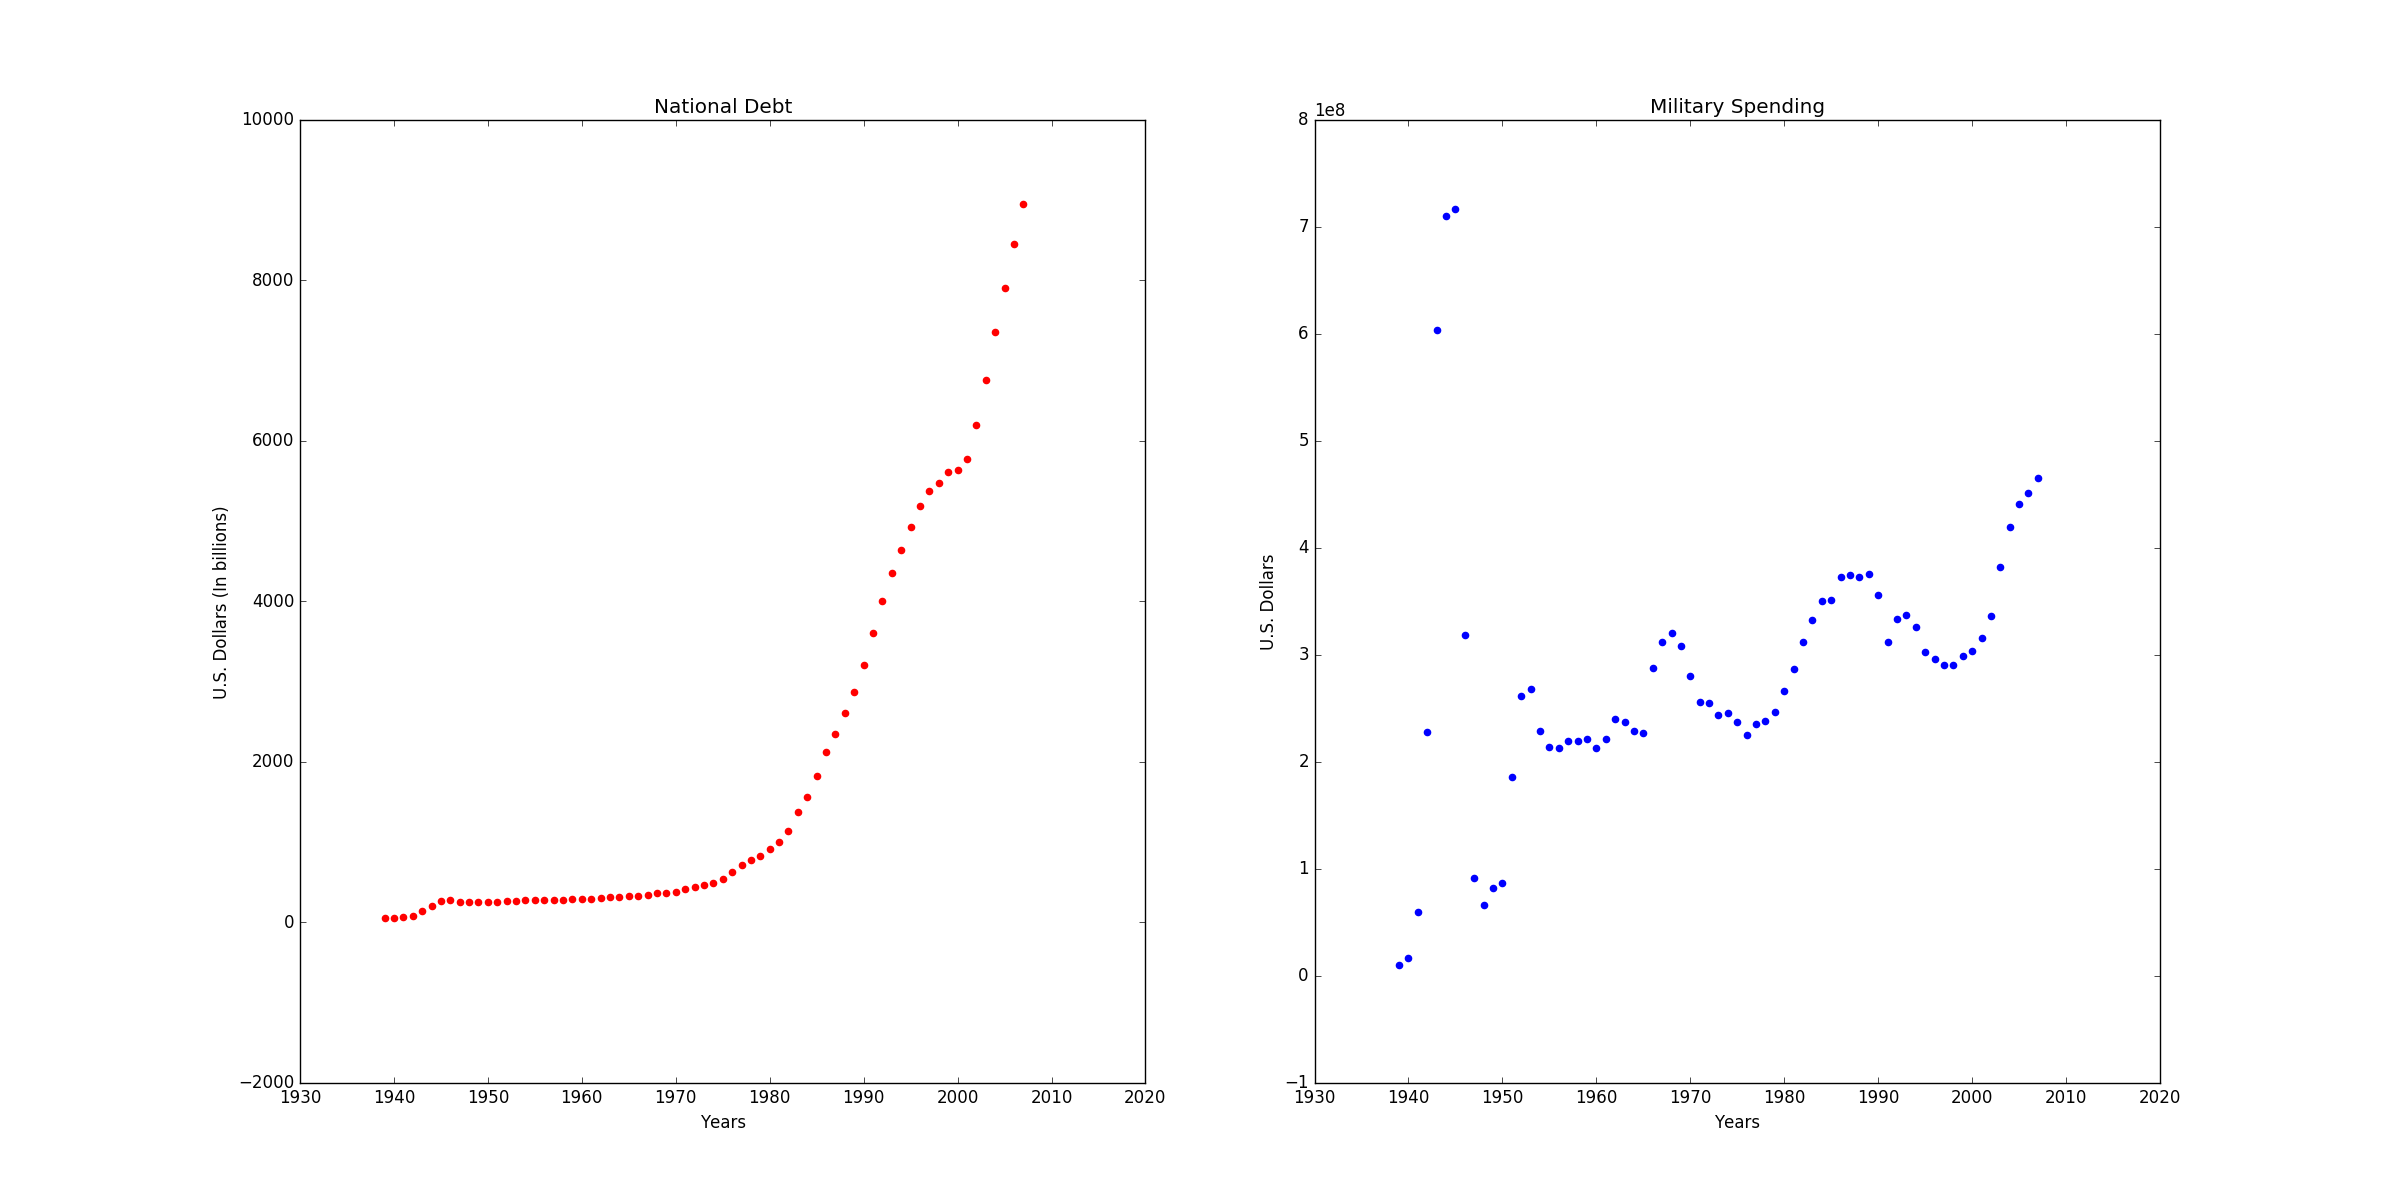 National Debt
10000
8000
6000
4000
2000
0
−2000
U.S. Dollars (In billions)
1930 1940 1950 1960 1970 1980 1990 2000 2010 2020
Years
Military Spending
1e8
8
7
6
5
4
3
2
1
0
−1
U.S. Dollars
1930 1940 1950 1960 1970 1980 1990 2000 2010 2020
Years